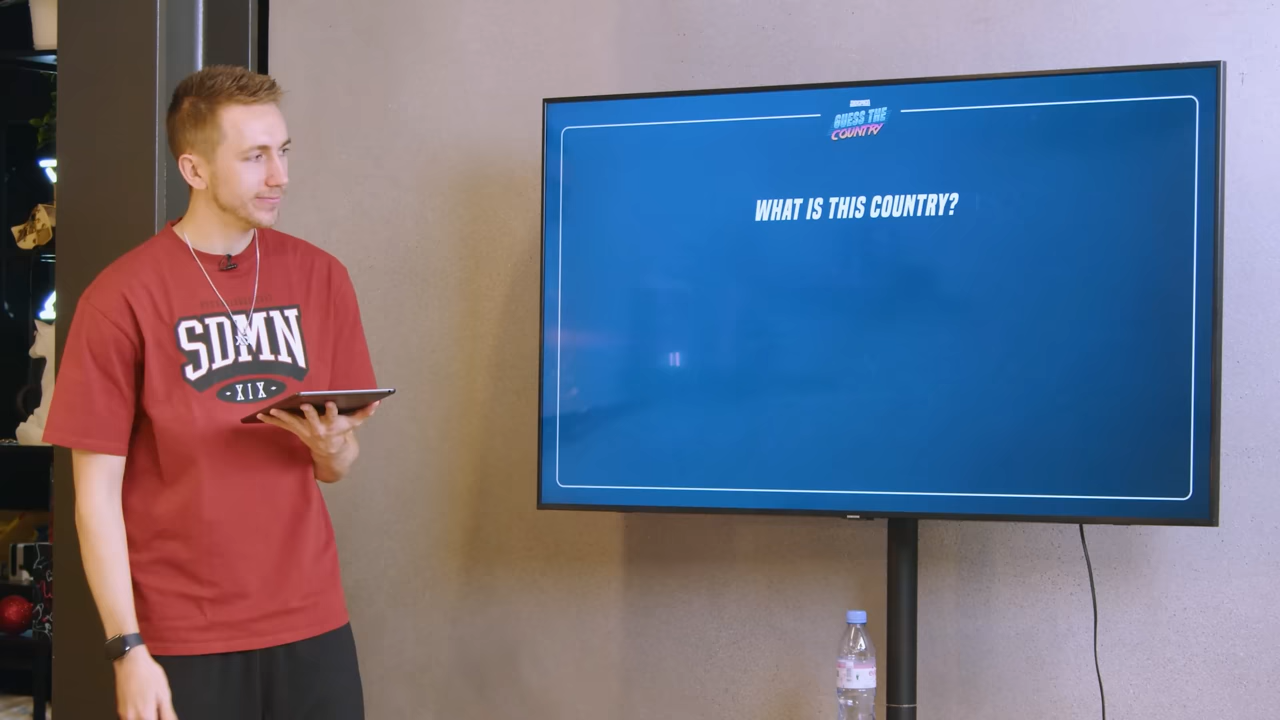 GUESS THE
COUNTRY
WHAT IS THIS COUNTRY?
SDMN
-XIX-